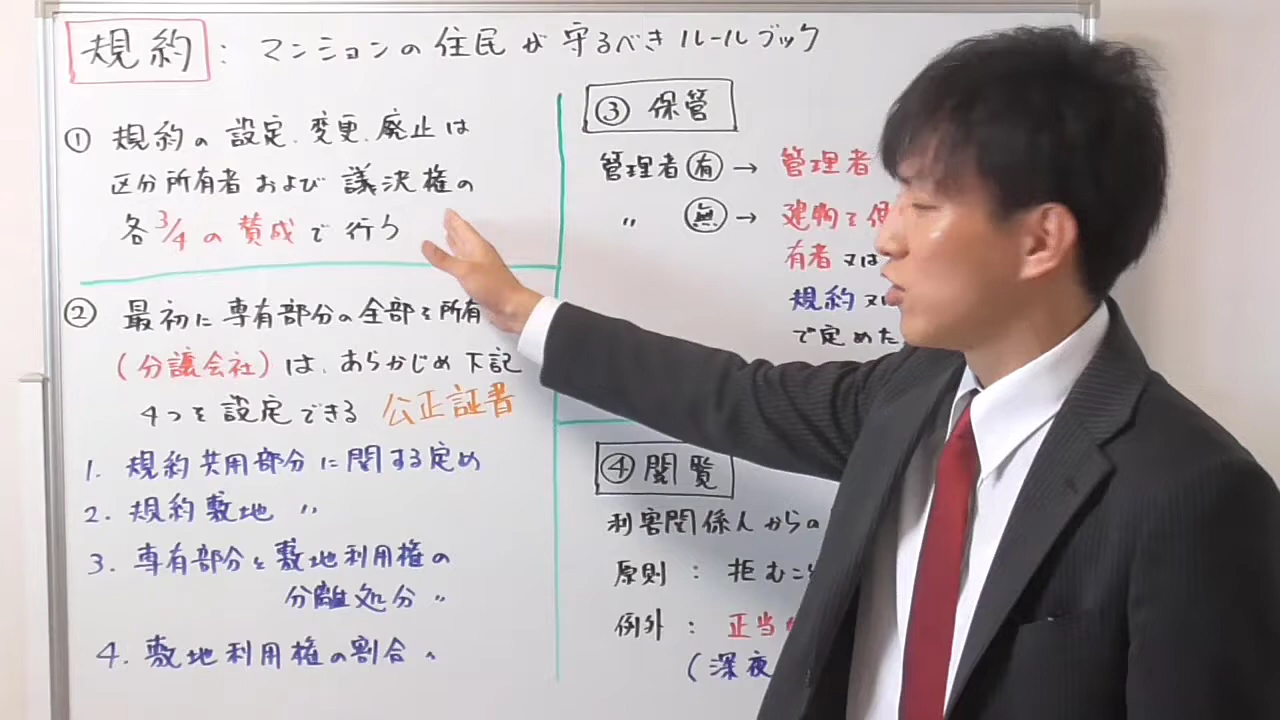 規約 : マンションの住民が守るべきルールブック
① 規約の設定、変更、廃止は
区分所有者および議決権の
各3/4の賛成で行う
② 最初に専有部分の全部を所有
(分譲会社)は、あらかじめ下記
4つを設定できる 公正証書
1. 規約共用部分に関する定め
2. 規約敷地 〃
3. 専有部分と敷地利用権の
分離処分 〃
4. 敷地利用権の割合 〃
③ 保管
管理者有→ 管理者
〃 無→ 建物を
有者又は
規約又は
で定めた
④ 閲覧
利害関係人からの
原則 : 拒むこ
例外 : 正当
(深夜